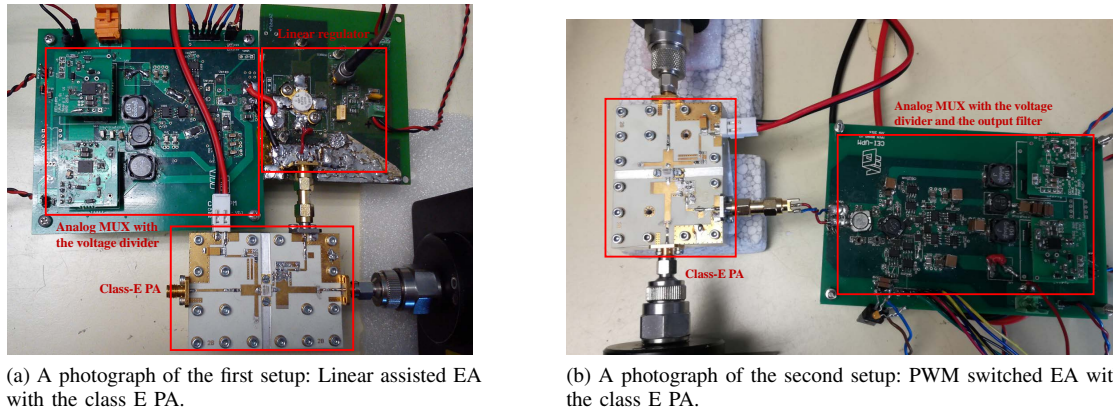 Linear regulator
Analog MUX with
the voltage divider
Class-E PA
Analog MUX with the voltage
divider and the output filter
CEI-UPM
Class-E PA
(a) A photograph of the first setup: Linear assisted EA
with the class E PA.
(b) A photograph of the second setup: PWM switched EA wit
the class E PA.